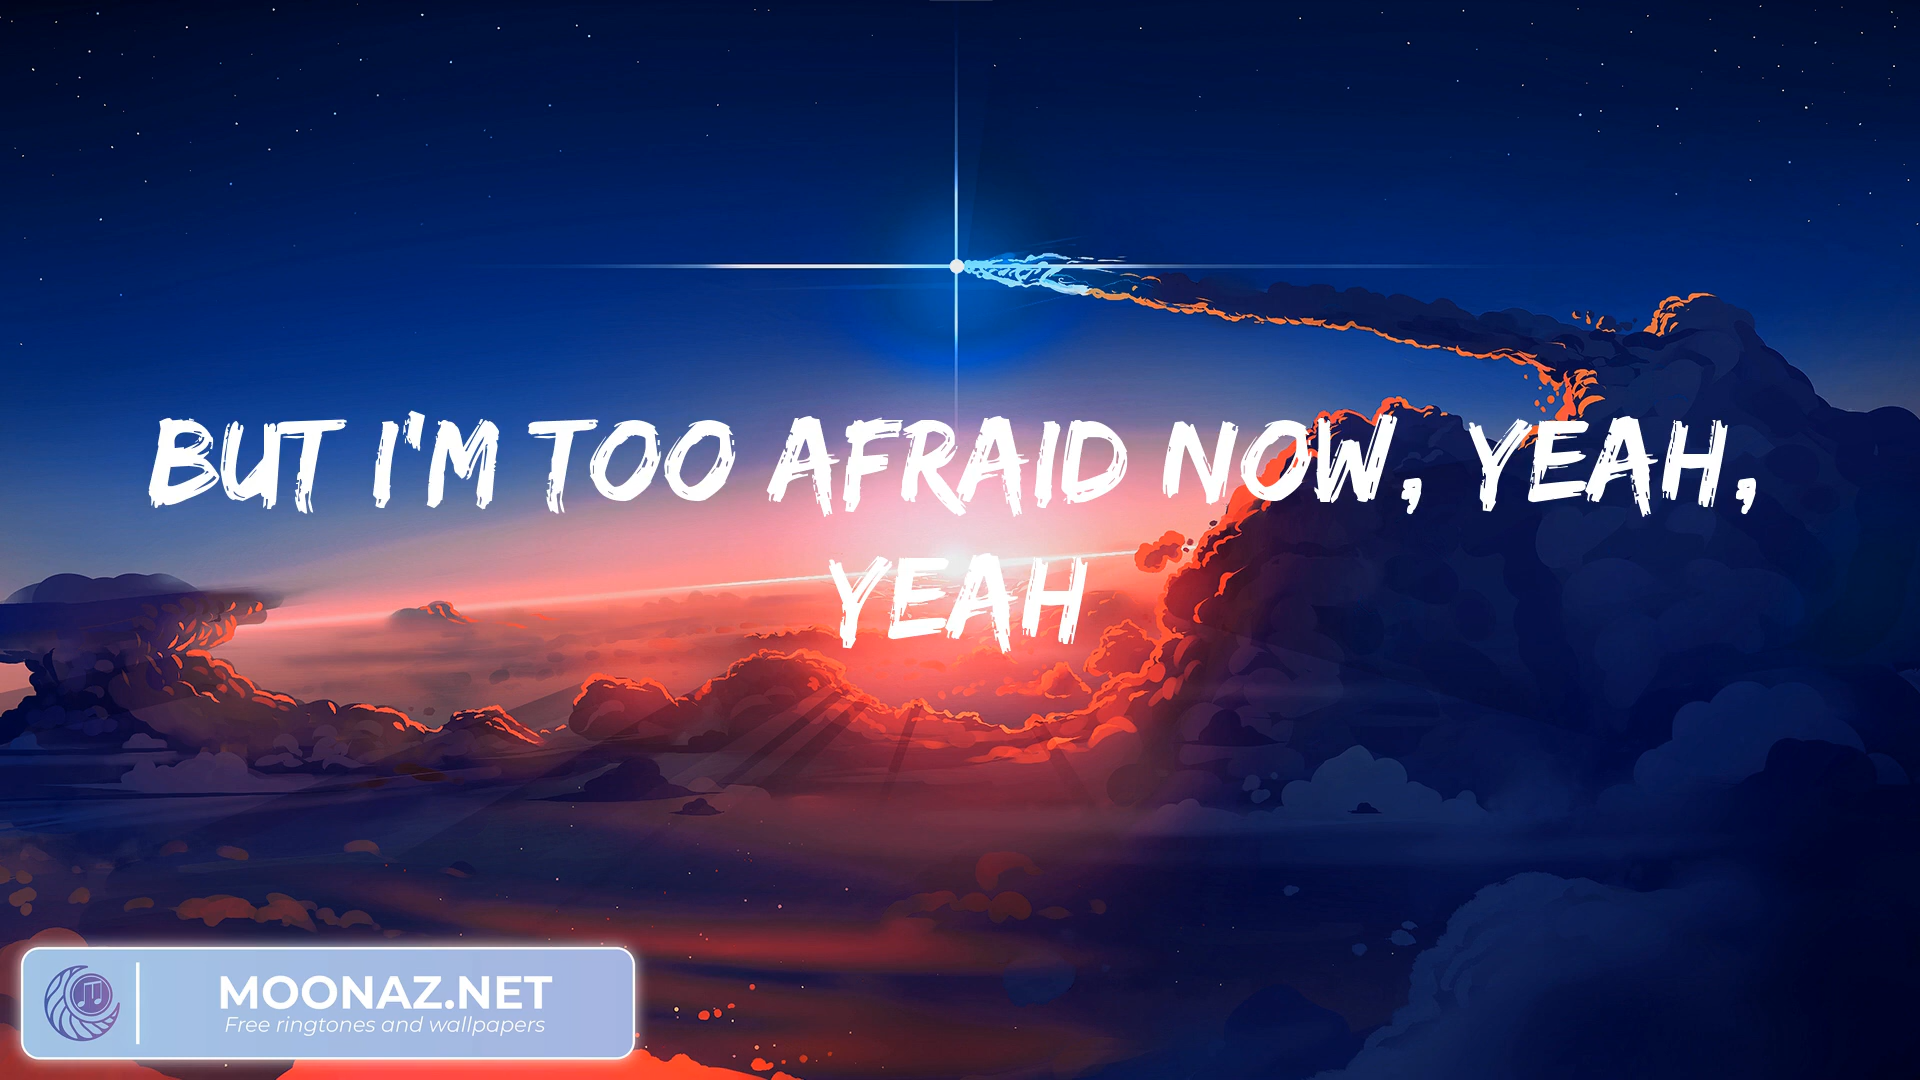 BUT I'M TOO AFRAID NOW, YEAH,
YEAH
MOONAZ.NET
Free ringtones and wallpapers